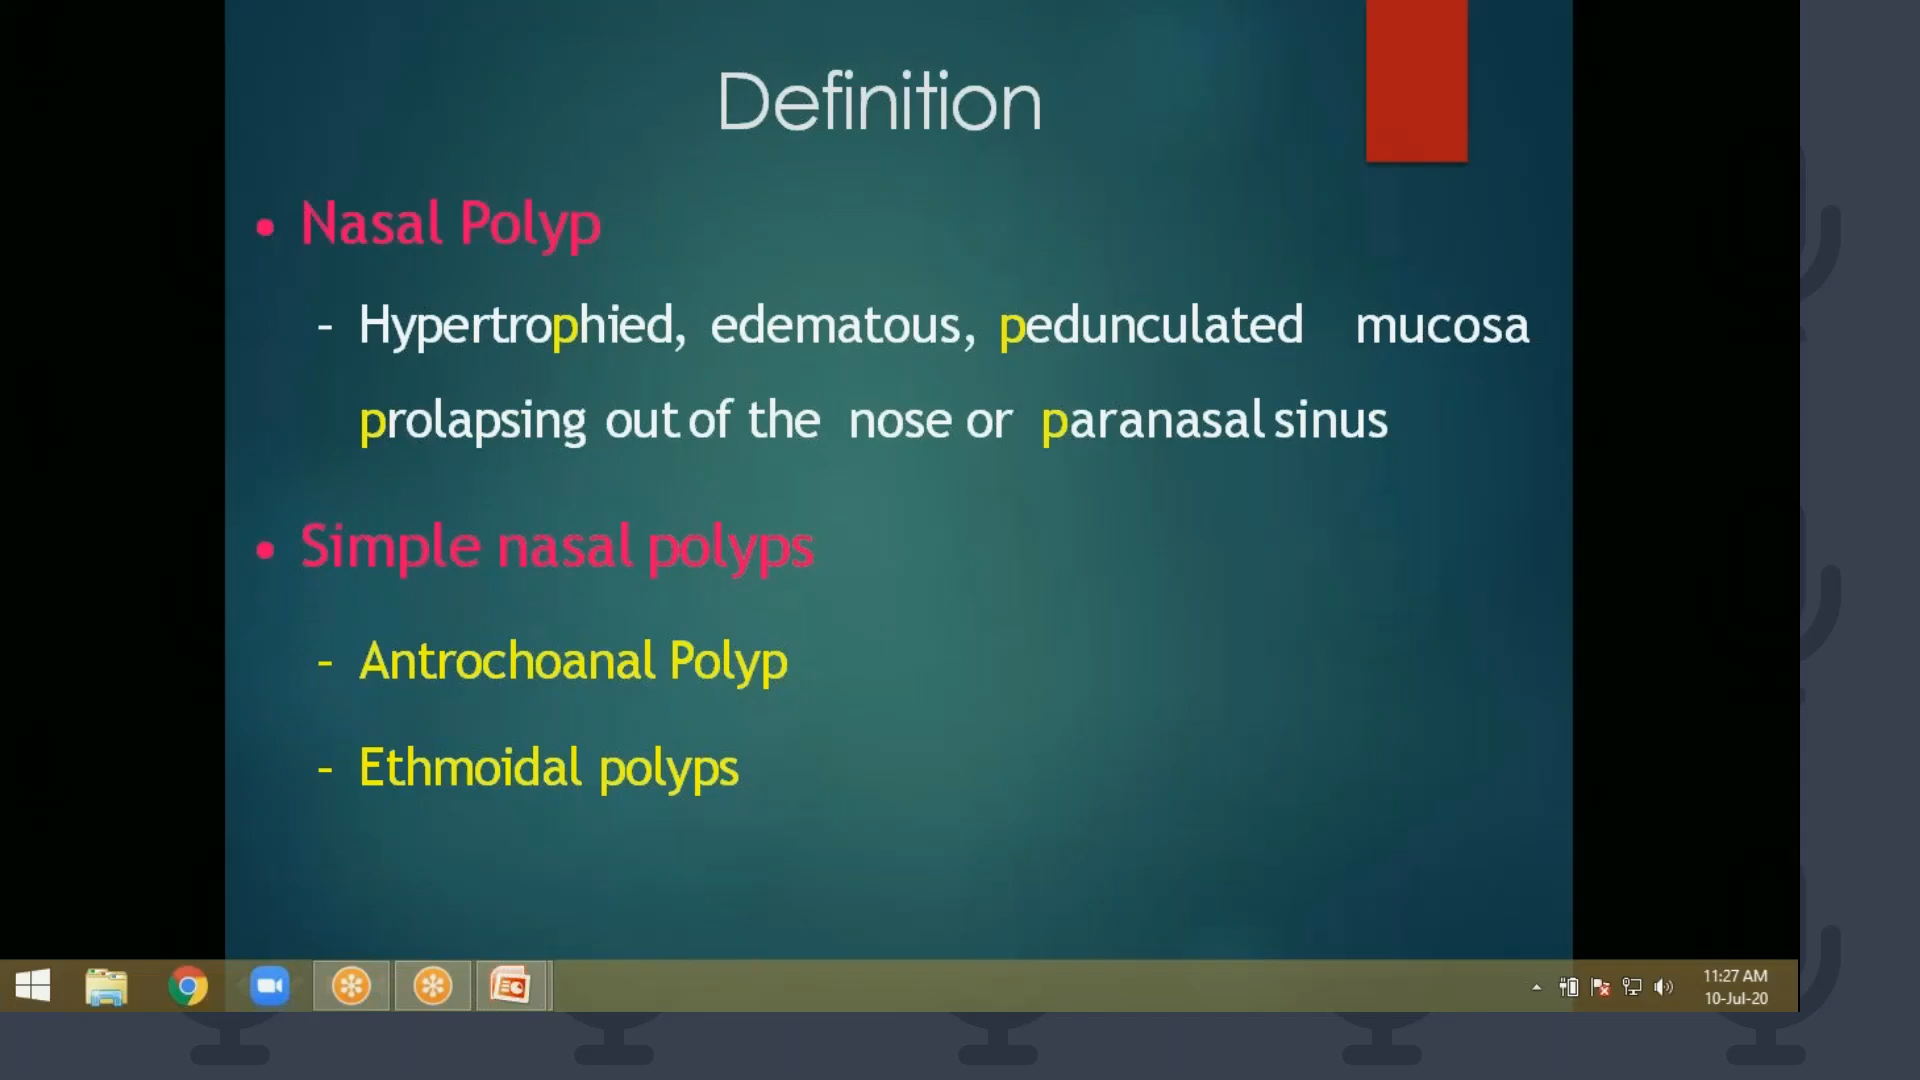 Definition
• Nasal Polyp
– Hypertrophied, edematous, pedunculated mucosa
prolapsing out of the nose or paranasal sinus
• Simple nasal polyps
– Antrochoanal Polyp
– Ethmoidal polyps
11:27 AM
10-Jul-20